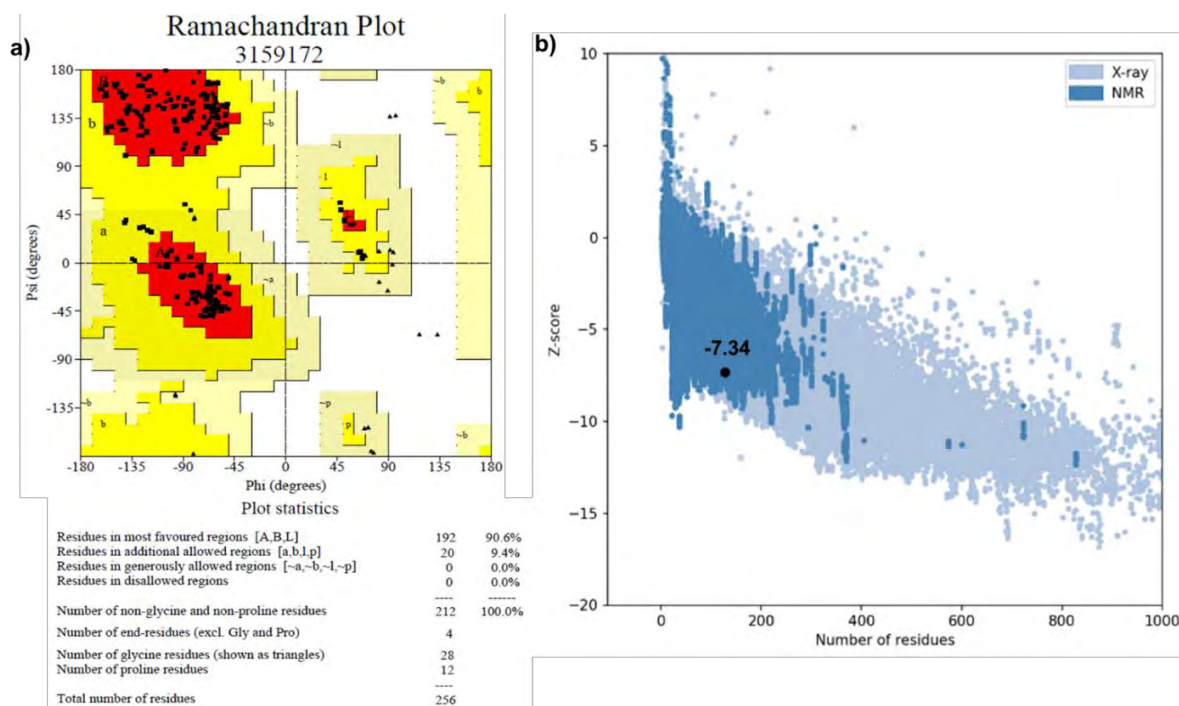 a)
Ramachandran Plot
3159172
B
b
~b
~b
b
~l
l
a
A
~a
~b
b
~p
p
~b
180
135
90
45
0
-45
-90
-135
-180
-135
-90
-45
0
45
90
135
180
Psi (degrees)
Phi (degrees)
Plot statistics
Residues in most favoured regions [A,B,L] 192 90.6%
Residues in additional allowed regions [a,b,l,p] 20 9.4%
Residues in generously allowed regions [~a,~b,~l,~p] 0 0.0%
Residues in disallowed regions 0 0.0%
---- ------
Number of non-glycine and non-proline residues 212 100.0%
Number of end-residues (excl. Gly and Pro) 4
Number of glycine residues (shown as triangles) 28
Number of proline residues 12
----
Total number of residues 256
b)
X-ray
NMR
-7.34
10
5
0
-5
-10
-15
-20
Z-score
0 200 400 600 800 1000
Number of residues